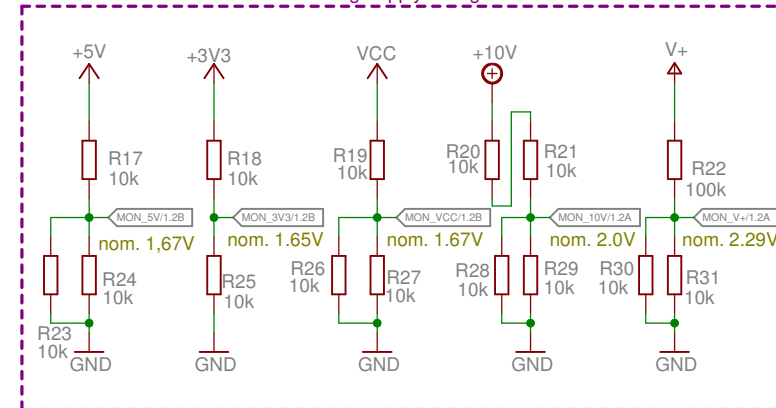 +5V
+3V3
VCC
+10V
V+
R17
10k
R18
10k
R19
10k
R20
10k
R21
10k
R22
100k
MON_5V/1.2B
MON_3V3/1.2B
MON_VCC/1.2B
MON_10V/1.2A
MON_V+/1.2A
nom. 1,67V
nom. 1.65V
nom. 1.67V
nom. 2.0V
nom. 2.29V
R24
10k
R25
10k
R26
10k
R27
10k
R28
10k
R29
10k
R30
10k
R31
10k
R23
10k
GND
GND
GND
GND
GND